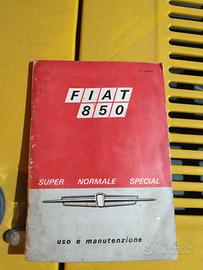 FIAT
850
SUPER NORMALE SPECIAL
uso e manutenzione